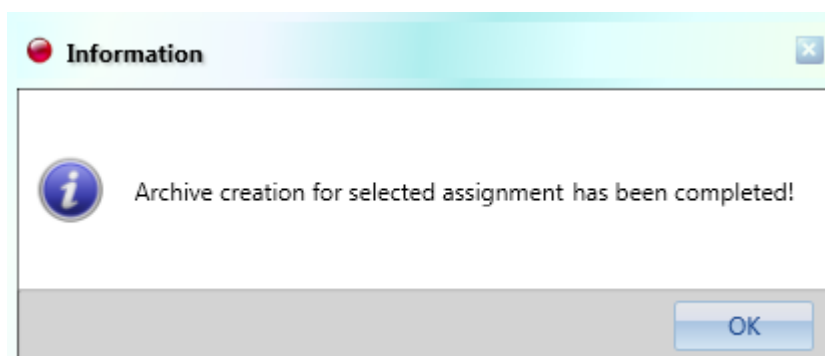 Information
Archive creation for selected assignment has been completed!
OK